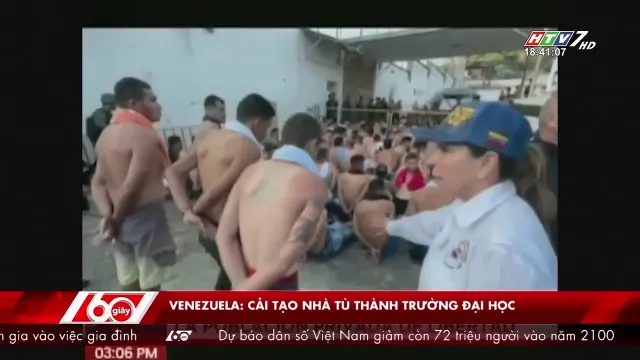 HTV7 HD
18:41:07
60 giây
VENEZUELA: CẢI TẠO NHÀ TÙ THÀNH TRƯỜNG ĐẠI HỌC
n gia vào việc gia đình 60 Dự báo dân số Việt Nam giảm còn 72 triệu người vào năm 2100
03:06 PM